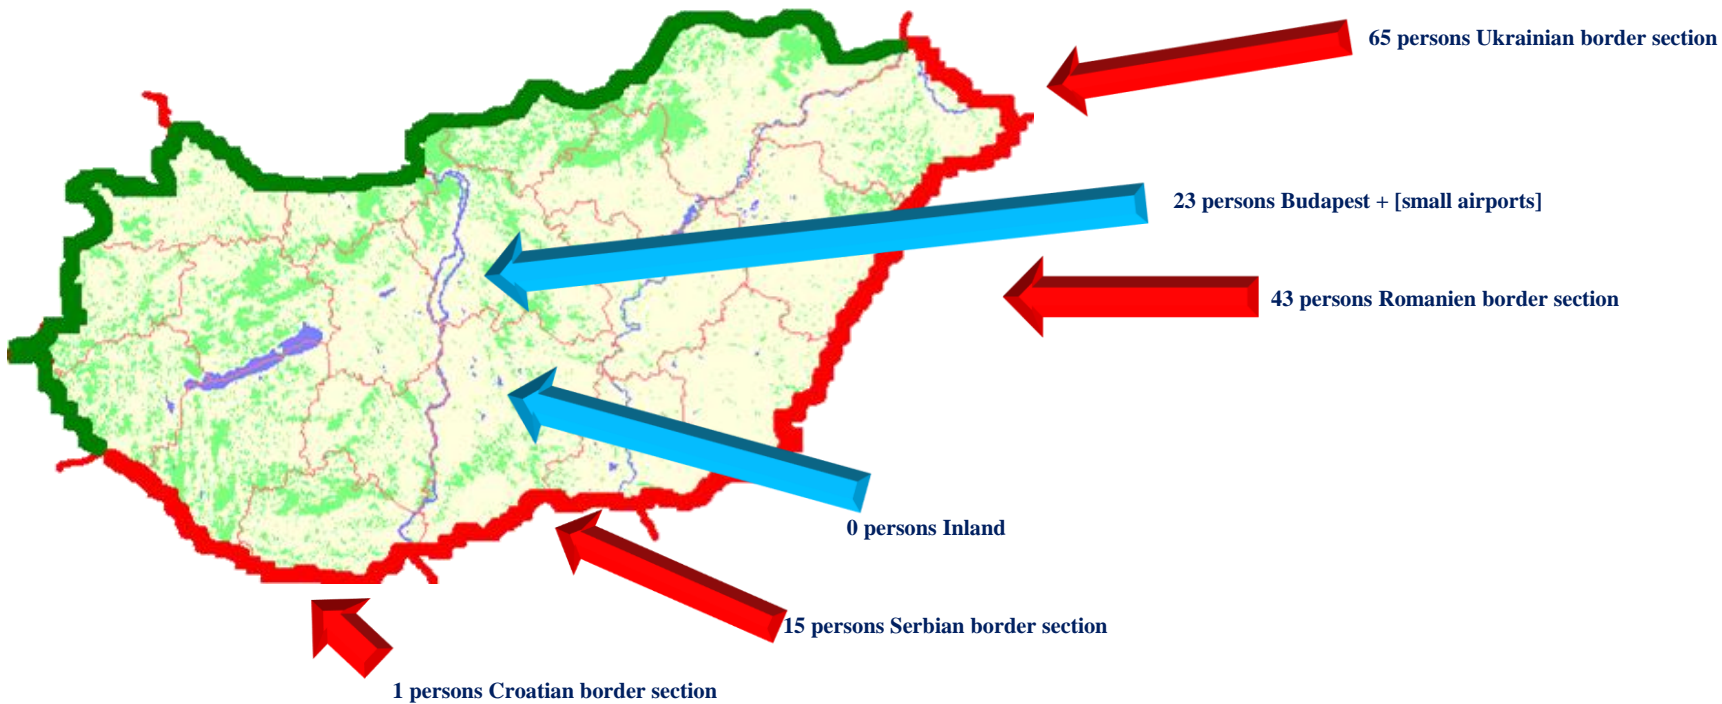 65 persons Ukrainian border section
23 persons Budapest + [small airports]
43 persons Romanien border section
0 persons Inland
15 persons Serbian border section
1 persons Croatian border section